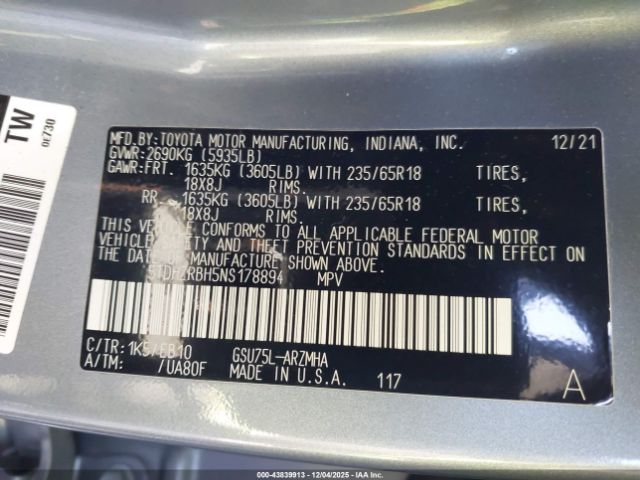 TW
0E730
MFD.BY:TOYOTA MOTOR MANUFACTURING, INDIANA, INC. 12/21
GVWR:2690KG (5935LB)
GAWR:FRT. 1635KG (3605LB) WITH 235/65R18 TIRES,
18X8J RIMS.
RR. 1635KG (3605LB) WITH 235/65R18 TIRES,
18X8J RIMS.
THIS VEHICLE CONFORMS TO ALL APPLICABLE FEDERAL MOTOR
VEHICLE SAFETY AND THEFT PREVENTION STANDARDS IN EFFECT ON
THE DATE OF MANUFACTURE SHOWN ABOVE.
5TDHZRBH5NS178894 MPV
C/TR: 1K5/EB10 GSU75L-ARZMHA
A/TM: /UA80F MADE IN U.S.A. 117 A
000-43839913 - 12/04/2025 - IAA Inc.